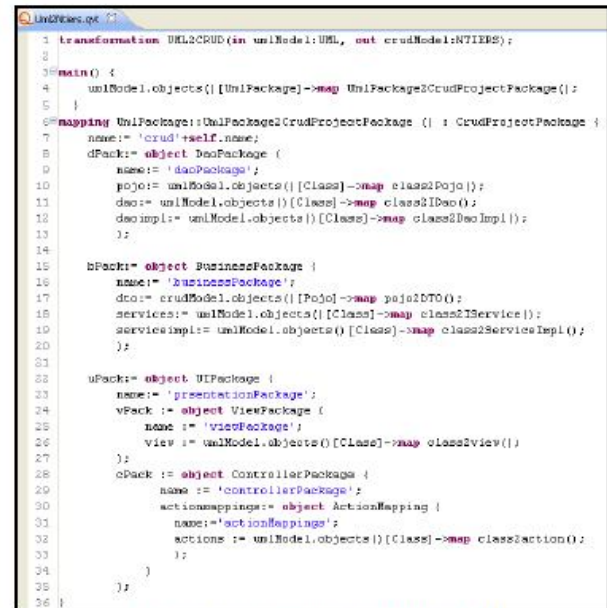 Uml2Ntiers.qvt
1 transformation UML2CRUD(in umlModel:UML, out crudModel:NTIERS);
2
3 main() {
4 umlModel.objects()[UmlPackage]->map UmlPackage2CrudProjectPackage();
5 }
6 mapping UmlPackage::UmlPackage2CrudProjectPackage () : CrudProjectPackage {
7 name:= 'crud'+self.name;
8 dPack:= object DaoPackage {
9 name:= 'daoPackage';
10 pojo:= umlModel.objects()[Class]->map class2Pojo();
11 dao:= umlModel.objects()[Class]->map class2IDao();
12 daoimpl:= umlModel.objects()[Class]->map class2DaoImpl();
13 };
14
15 bPack:= object BusinessPackage {
16 name:= 'businessPackage';
17 dto:= crudModel.objects()[Pojo]->map pojo2DTO();
18 services:= umlModel.objects()[Class]->map class2IService();
19 serviceimpl:= umlModel.objects()[Class]->map class2ServiceImpl();
20 };
21
22 uPack:= object UIPackage {
23 name:= 'prsentationPackage';
24 vPack := object ViewPackage {
25 name := 'viewPackage';
26 view := umlModel.objects()[Class]->map class2view();
27 };
28 cPack := object ControllerPackage {
29 name := 'controllerPackage';
30 actionmappings:= object ActionMapping {
31 name:='actionMappings';
32 actions := umlModel.objects()[Class]->map class2action();
33 };
34 }
35 };
36 }